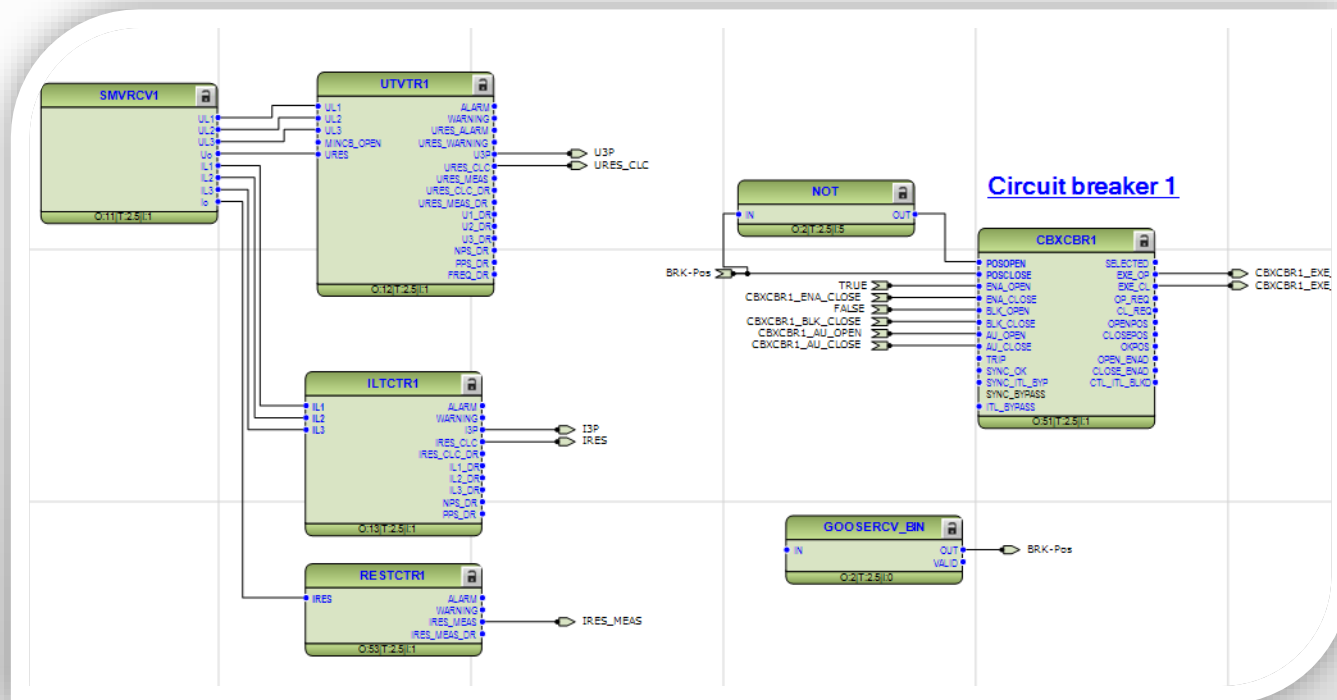 SMVRCV1
UL1
UL2
UL3
Uo
IL1
IL2
IL3
Io
O:11|T:2.5|I:1
UTVTR1
UL1
UL2
UL3
MINCB_OPEN
URES
ALARM
WARNING
URES_ALARM
URES_WARNING
U3P
URES_CLC
URES_MEAS
URES_CLC_DR
URES_MEAS_DR
U1_DR
U2_DR
U3_DR
NPS_DR
PPS_DR
FREQ_DR
O:12|T:2.5|I:1
U3P
URES_CLC
ILTCTR1
IL1
IL2
IL3
ALARM
WARNING
I3P
IRES_CLC
IRES_CLC_DR
IL1_DR
IL2_DR
IL3_DR
NPS_DR
PPS_DR
O:13|T:2.5|I:1
I3P
IRES
RESTCTR1
IRES
ALARM
WARNING
IRES_MEAS
IRES_MEAS_DR
O:53|T:2.5|I:1
IRES_MEAS
NOT
IN
OUT
O:2|T:2.5|I:5
Circuit breaker 1
BRK-Pos
TRUE
CBXCBR1_ENA_CLOSE
FALSE
CBXCBR1_BLK_CLOSE
CBXCBR1_AU_OPEN
CBXCBR1_AU_CLOSE
CBXCBR1
POSOPEN
POSCLOSE
ENA_OPEN
ENA_CLOSE
BLK_OPEN
BLK_CLOSE
AU_OPEN
AU_CLOSE
TRIP
SYNC_OK
SYNC_ITL_BYP
SYNC_BYPASS
ITL_BYPASS
SELECTED
EXE_OP
EXE_CL
OP_REQ
CL_REQ
OPENPOS
CLOSEPOS
OKPOS
OPEN_ENAD
CLOSE_ENAD
CTL_ITL_BLKD
O:51|T:2.5|I:1
CBXCBR1_EXE_
CBXCBR1_EXE_
GOOSERCV_BIN
IN
OUT
VALID
O:2|T:2.5|I:0
BRK-Pos